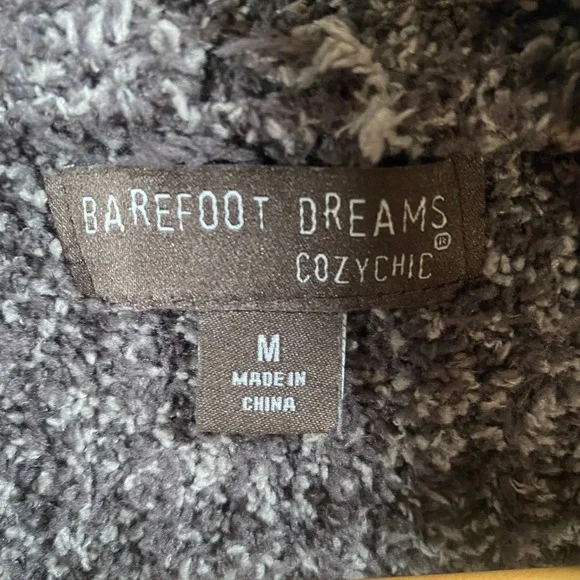 BAREFOOT DREAMS®
COZYCHIC
M
MADE IN
CHINA